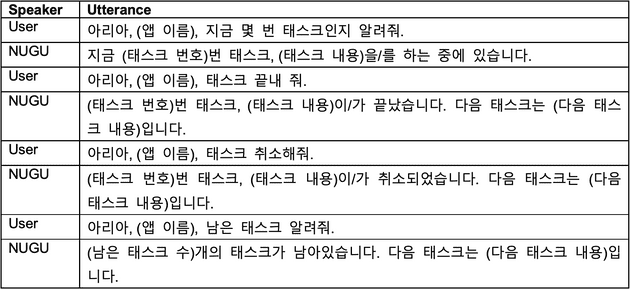 Speaker Utterance
User 아리아, (앱 이름), 지금 몇 번 태스크인지 알려줘.
NUGU 지금 (태스크 번호)번 태스크, (태스크 내용)을/를 하는 중에 있습니다.
User 아리아, (앱 이름), 태스크 끝내 줘.
NUGU (태스크 번호)번 태스크, (태스크 내용)이/가 끝났습니다. 다음 태스크는 (다음 태스
크 내용)입니다.
User 아리아, (앱 이름), 태스크 취소해줘.
NUGU (태스크 번호)번 태스크, (태스크 내용)이/가 취소되었습니다. 다음 태스크는 (다음
태스크 내용)입니다.
User 아리아, (앱 이름), 남은 태스크 알려줘.
NUGU (남은 태스크 수)개의 태스크가 남아있습니다. 다음 태스크는 (다음 태스크 내용)입
니다.